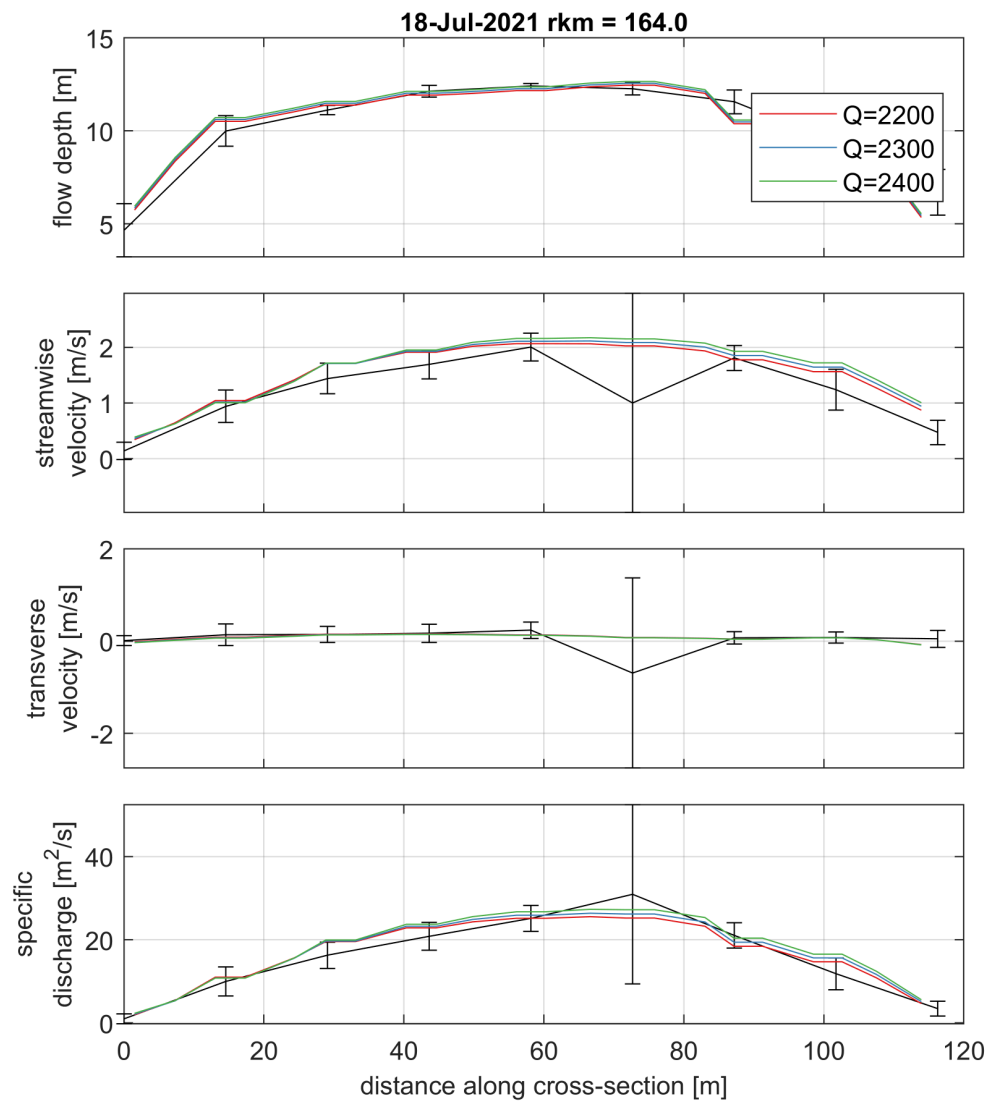 18-Jul-2021 rkm = 164.0
15
10
5
flow depth [m]
Q=2200
Q=2300
Q=2400
2
1
0
streamwise
velocity [m/s]
2
0
-2
transverse
velocity [m/s]
40
20
0
specific
discharge [m²/s]
0
20
40
60
80
100
120
distance along cross-section [m]